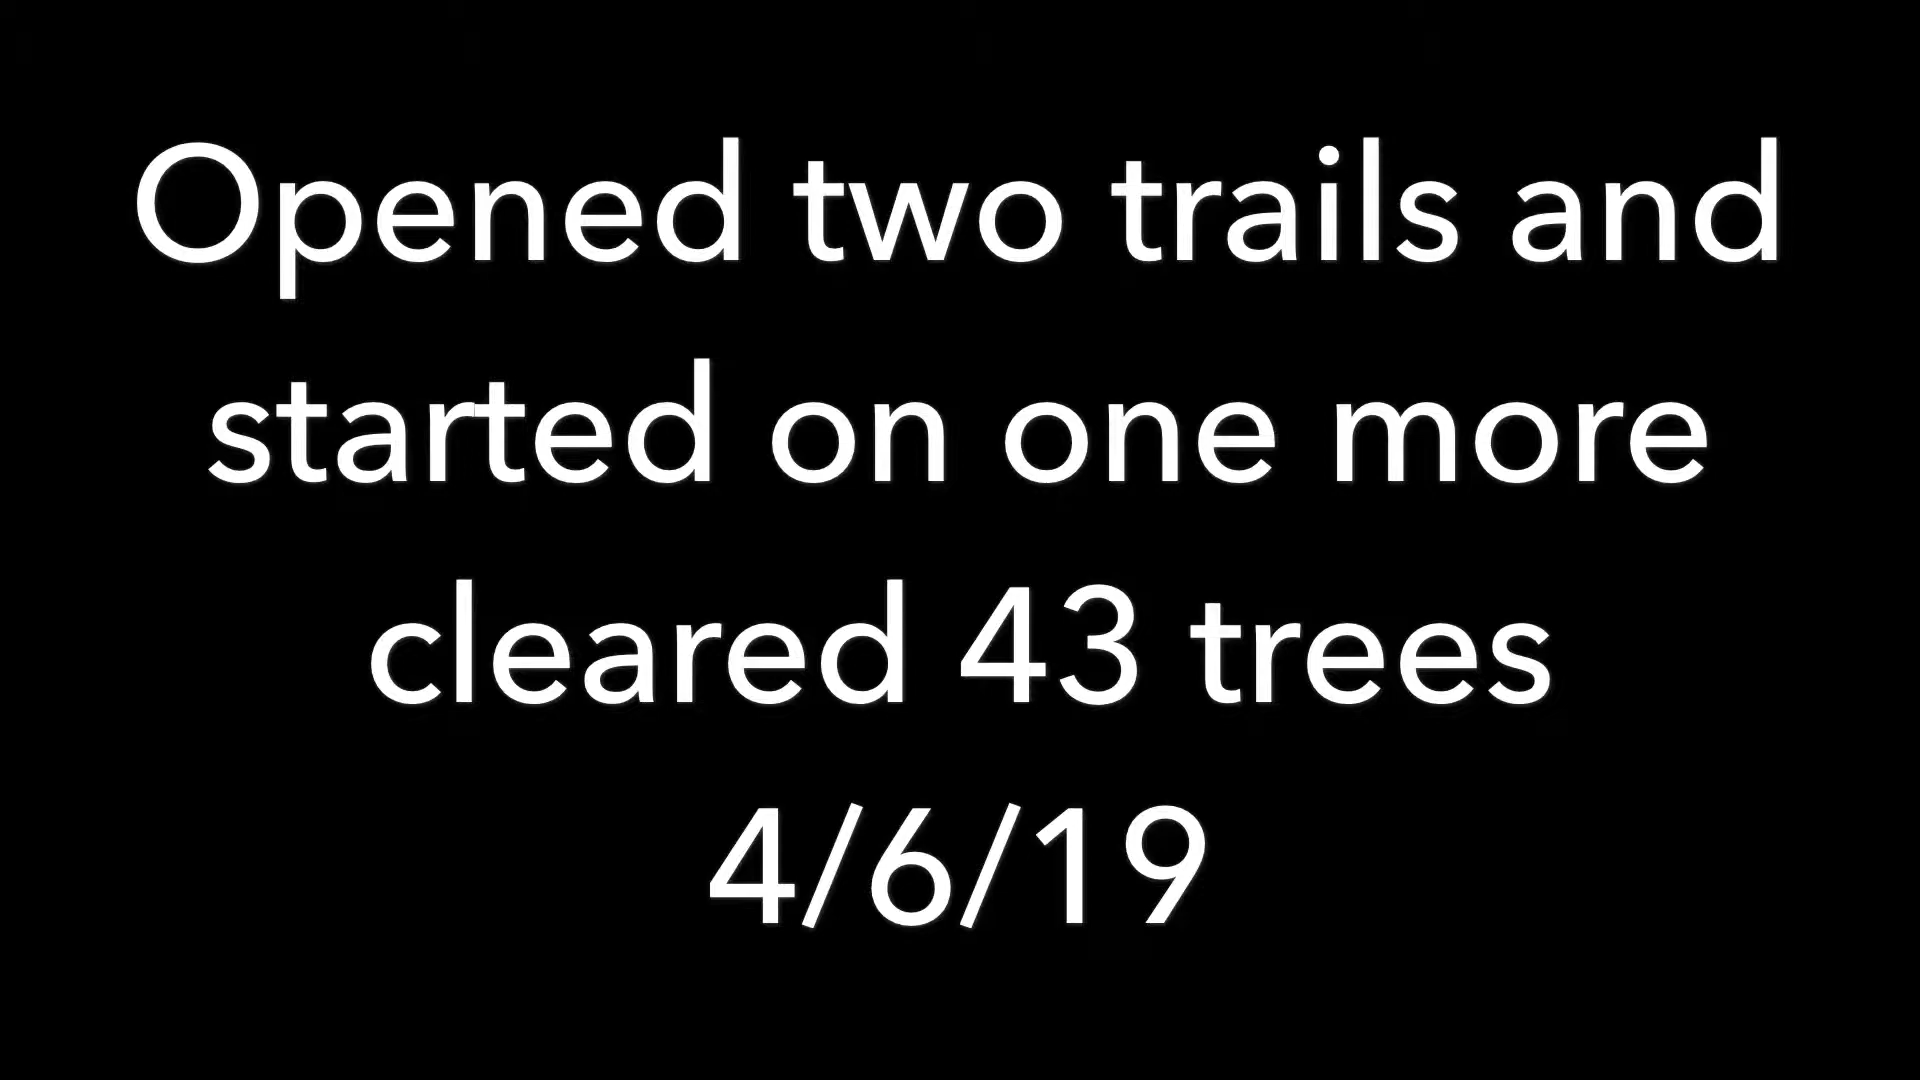 Opened two trails and
started on one more
cleared 43 trees
4/6/19